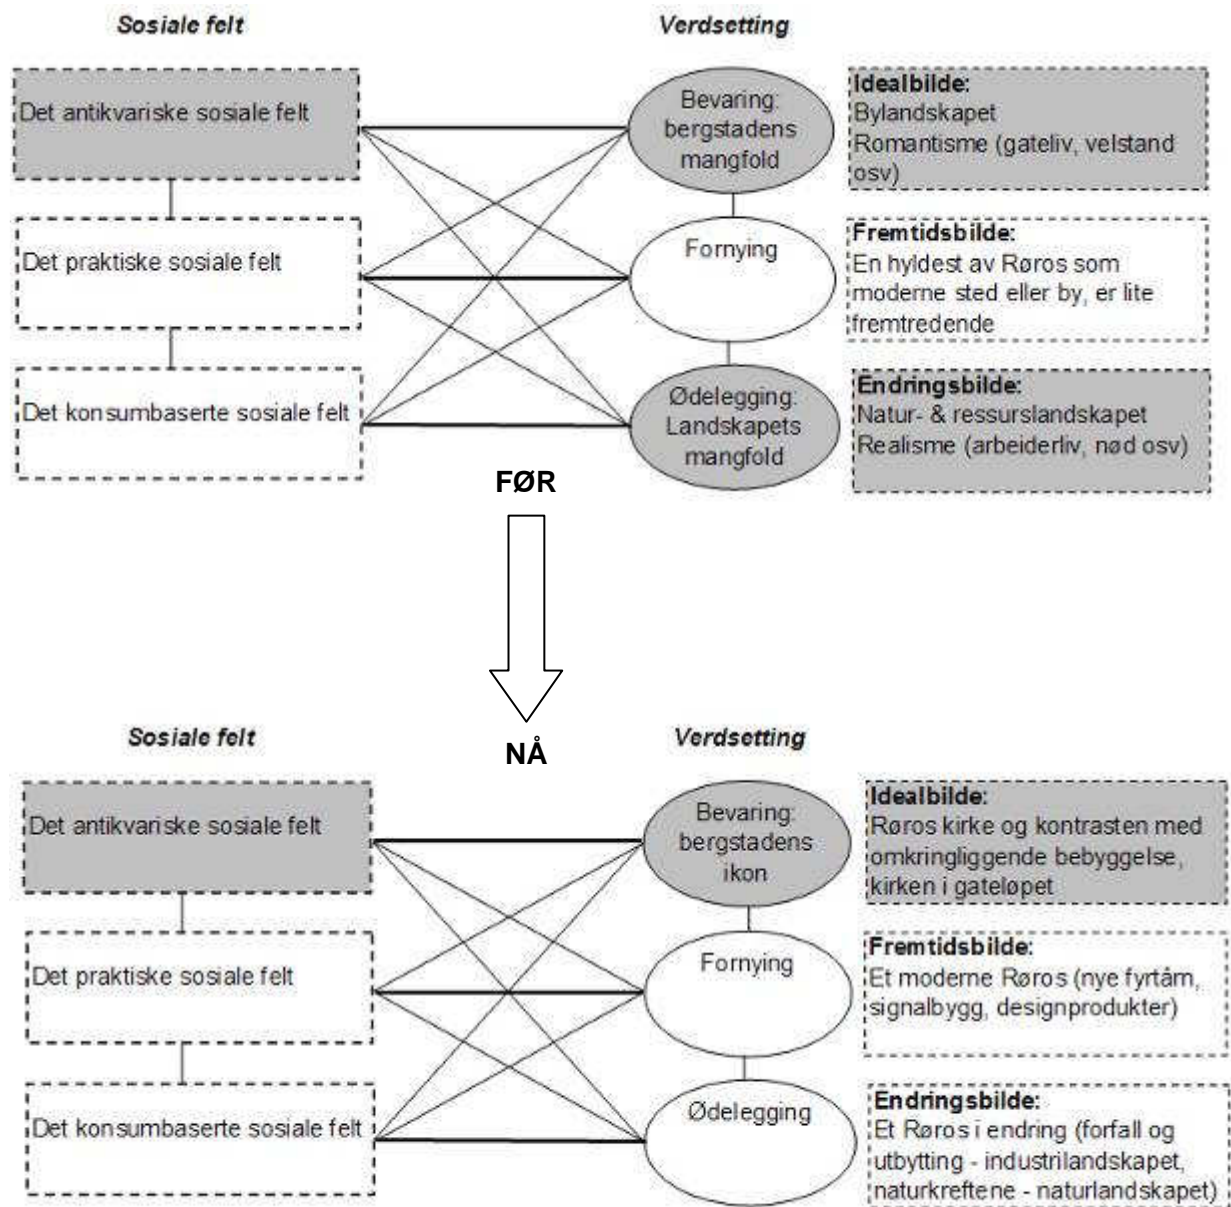 Sosiale felt
Verdsetting
Det antikvariske sosiale felt
Bevaring:
bergstadens
mangfold
Idealbilde:
Bylandskapet
Romantisme (gateliv, velstand
osv)
Det praktiske sosiale felt
Fornying
Fremtidsbilde:
En hyldest av Røros som
moderne sted eller by, er lite
fremtredende
Det konsumbaserte sosiale felt
Ødelegging:
Landskapets
mangfold
Endringsbilde:
Natur- & ressurslandskapet
Realisme (arbeiderliv, nød osv)
FØR
NÅ
Sosiale felt
Verdsetting
Det antikvariske sosiale felt
Bevaring:
bergstadens
ikon
Idealbilde:
Røros kirke og kontrasten med
omkringliggende bebyggelse,
kirken i gateløpet
Det praktiske sosiale felt
Fornying
Fremtidsbilde:
Et moderne Røros (nye fyrtårn,
signalbygg, designprodukter)
Det konsumbaserte sosiale felt
Ødelegging
Endringsbilde:
Et Røros i endring (forfall og
utbytting - industrilandskapet,
naturkreftene - naturlandskapet)